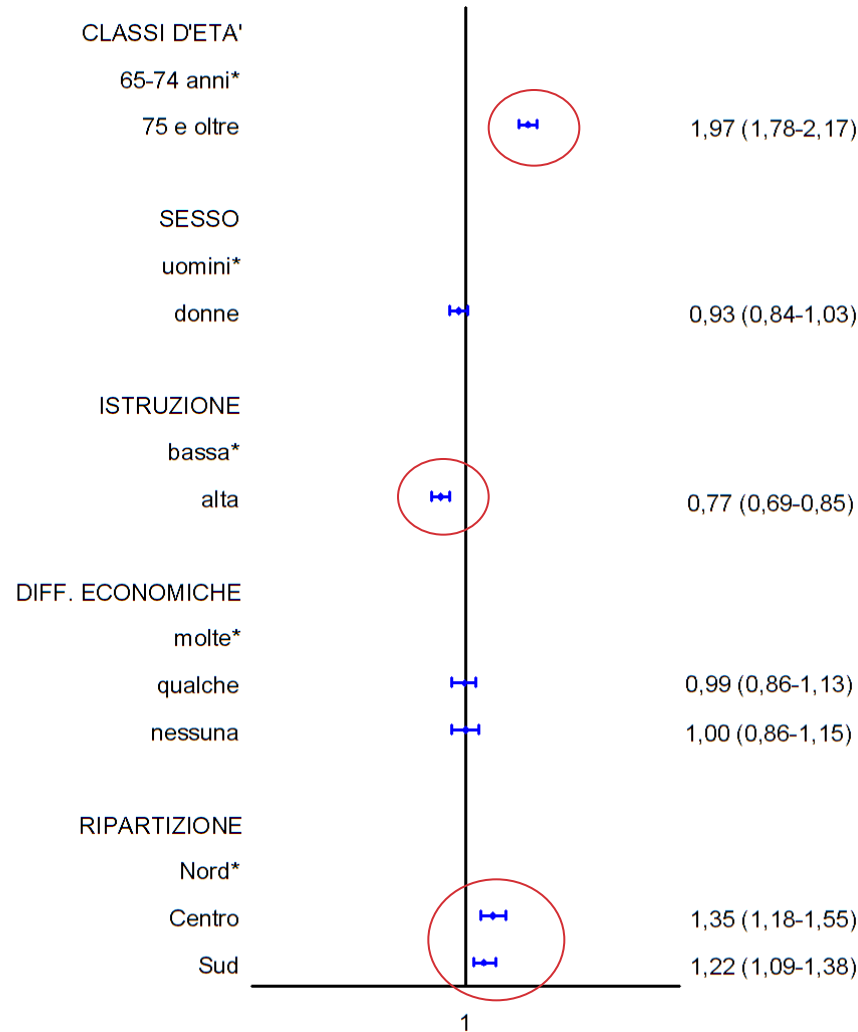 CLASSI D'ETA'
65-74 anni*
75 e oltre 1,97 (1,78-2,17)
SESSO
uomini*
donne 0,93 (0,84-1,03)
ISTRUZIONE
bassa*
alta 0,77 (0,69-0,85)
DIFF. ECONOMICHE
molte*
qualche 0,99 (0,86-1,13)
nessuna 1,00 (0,86-1,15)
RIPARTIZIONE
Nord*
Centro 1,35 (1,18-1,55)
Sud 1,22 (1,09-1,38)
1